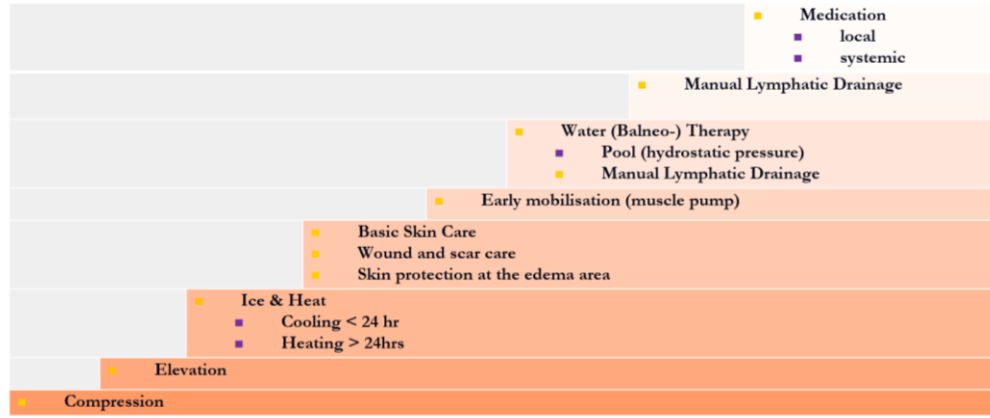 Medication
local
systemic
Manual Lymphatic Drainage
Water (Balneo-) Therapy
Pool (hydrostatic pressure)
Manual Lymphatic Drainage
Early mobilisation (muscle pump)
Basic Skin Care
Wound and scar care
Skin protection at the edema area
Ice & Heat
Cooling < 24 hr
Heating > 24hrs
Elevation
Compression